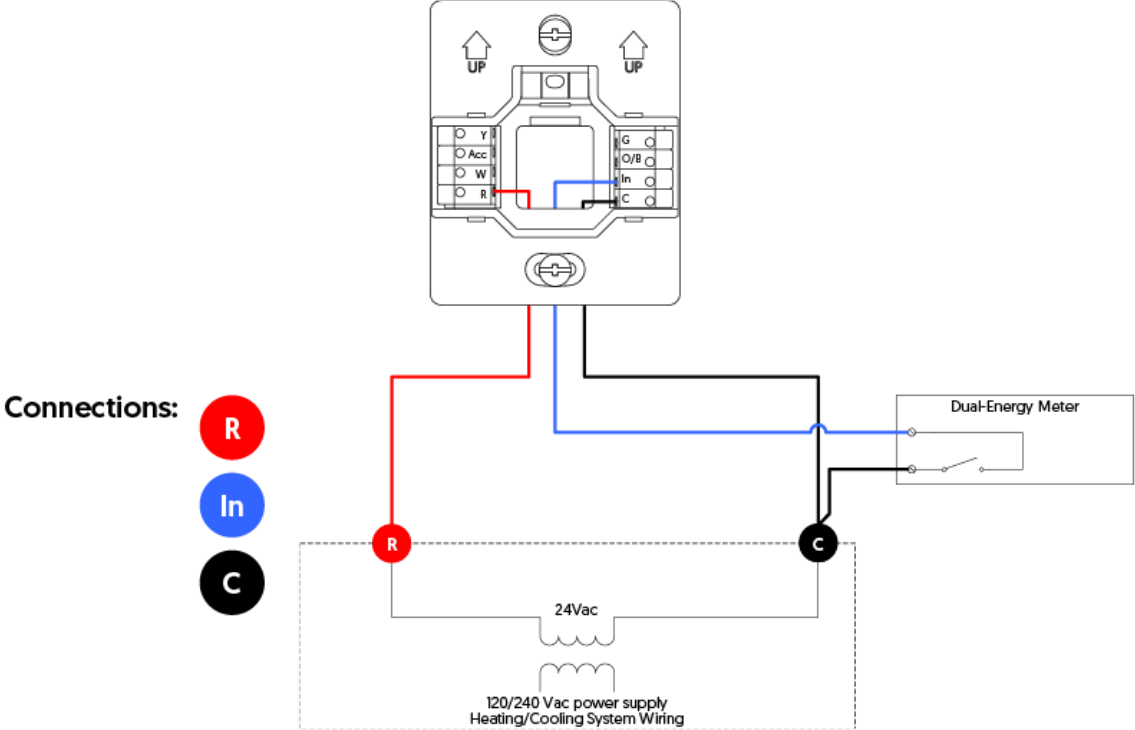 UP
UP
Y
Acc
W
R
G
O/B
In
C
Connections:
R
In
C
Dual-Energy Meter
R
C
24Vac
120/240 Vac power supply
Heating/Cooling System Wiring